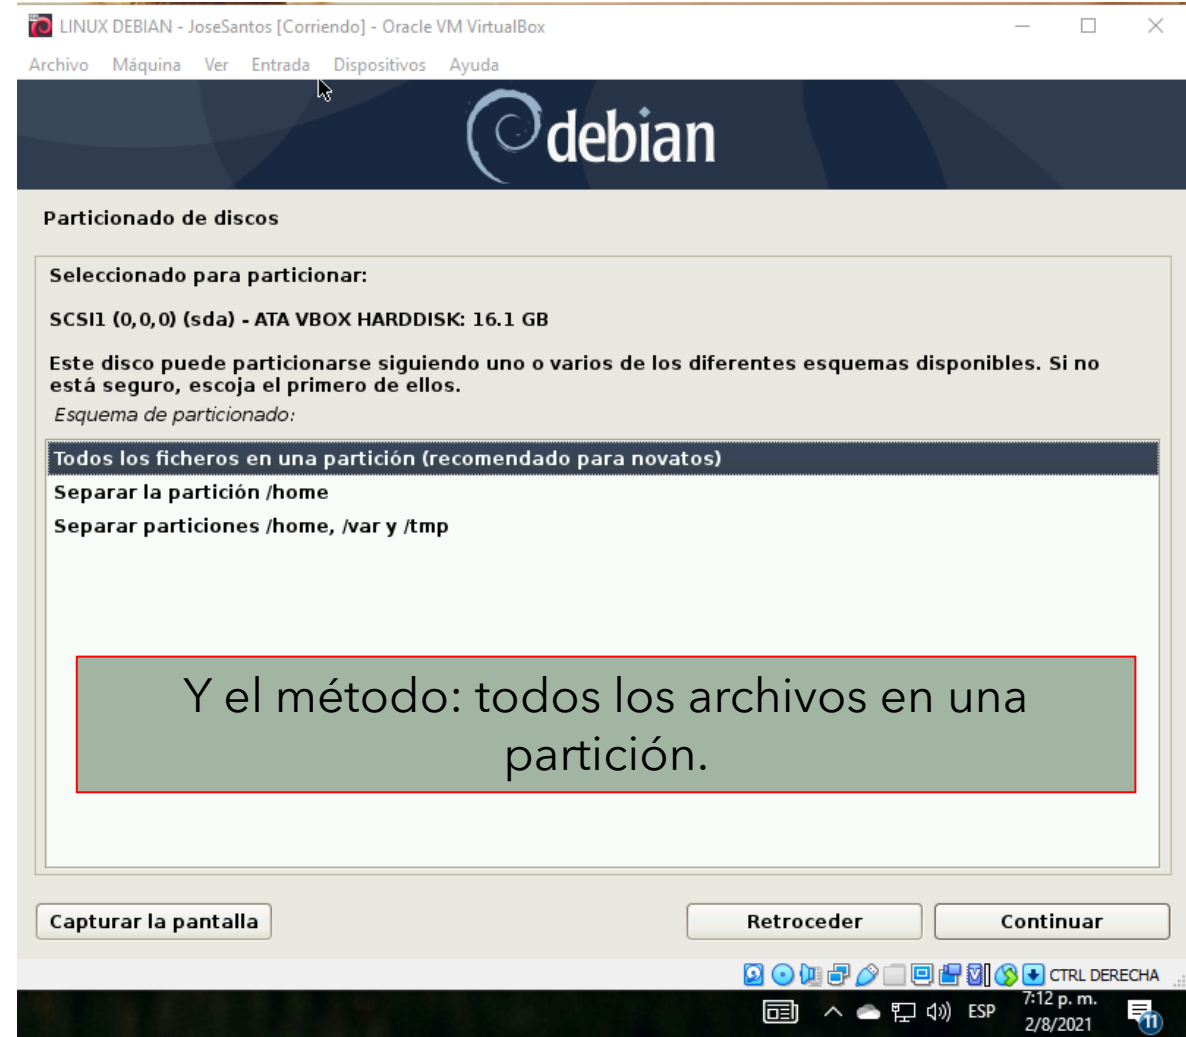 LINUX DEBIAN - JoseSantos [Corriendo] - Oracle VM VirtualBox
Archivo Máquina Ver Entrada Dispositivos Ayuda
debian
Particionado de discos
Seleccionado para particionar:
SCSI1 (0,0,0) (sda) - ATA VBOX HARDDISK: 16.1 GB
Este disco puede particionarse siguiendo uno o varios de los diferentes esquemas disponibles. Si no
está seguro, escoja el primero de ellos.
Esquema de particionado:
Todos los ficheros en una partición (recomendado para novatos)
Separar la partición /home
Separar particiones /home, /var y /tmp
Y el método: todos los archivos en una
partición.
Capturar la pantalla Retroceder Continuar
CTRL DERECHA
ESP 7:12 p. m.
2/8/2021 11